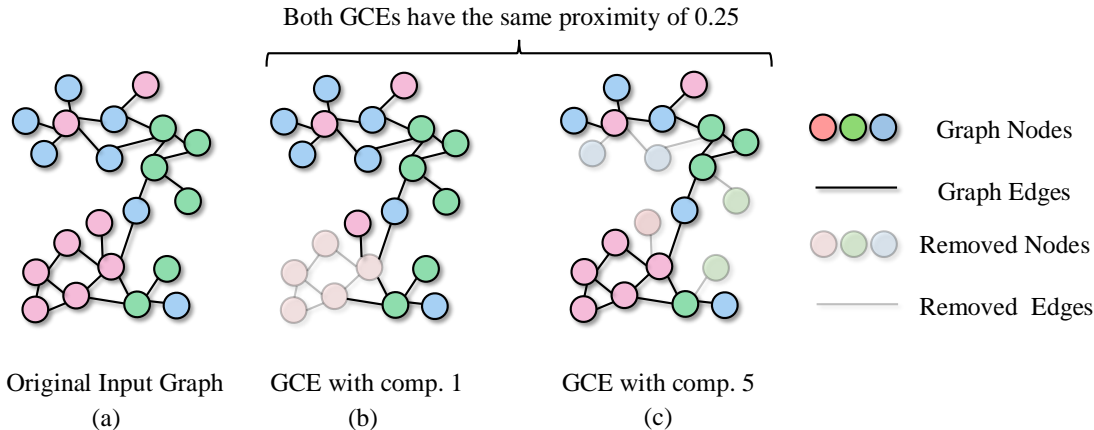 Both GCEs have the same proximity of 0.25
Graph Nodes
Graph Edges
Removed Nodes
Removed Edges
Original Input Graph
GCE with comp. 1
GCE with comp. 5
(a)
(b)
(c)